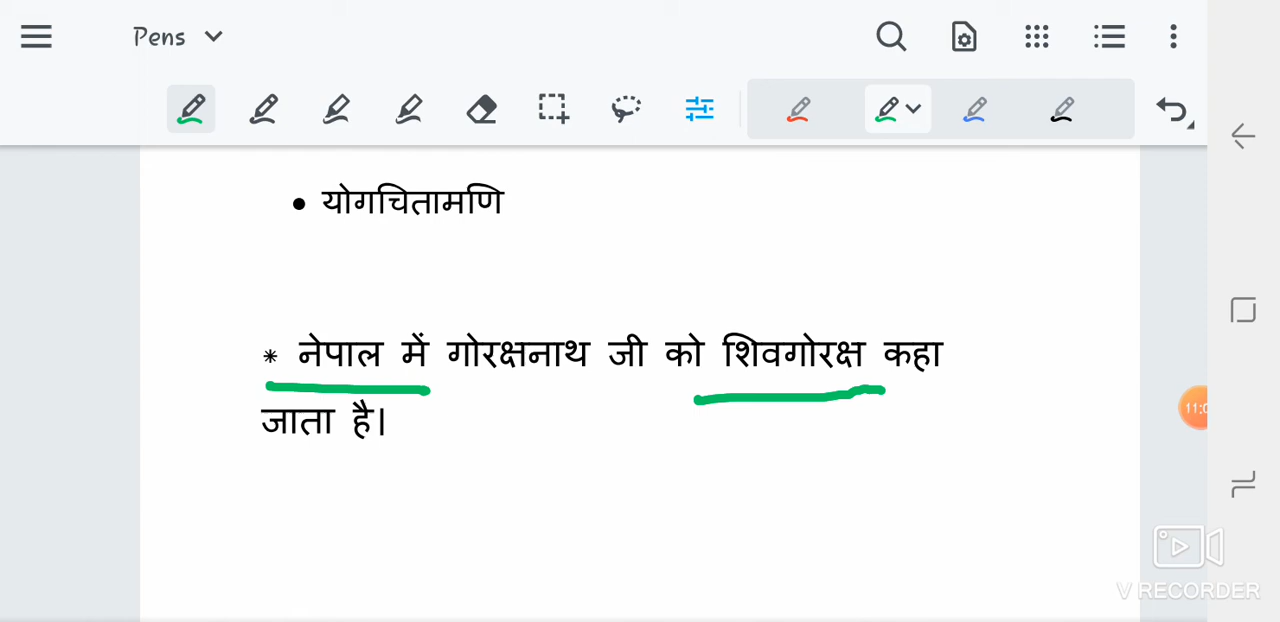 Pens
• योगचितामणि
* नेपाल में गोरक्षनाथ जी को शिवगोरक्ष कहा
जाता है।
V RECORDER